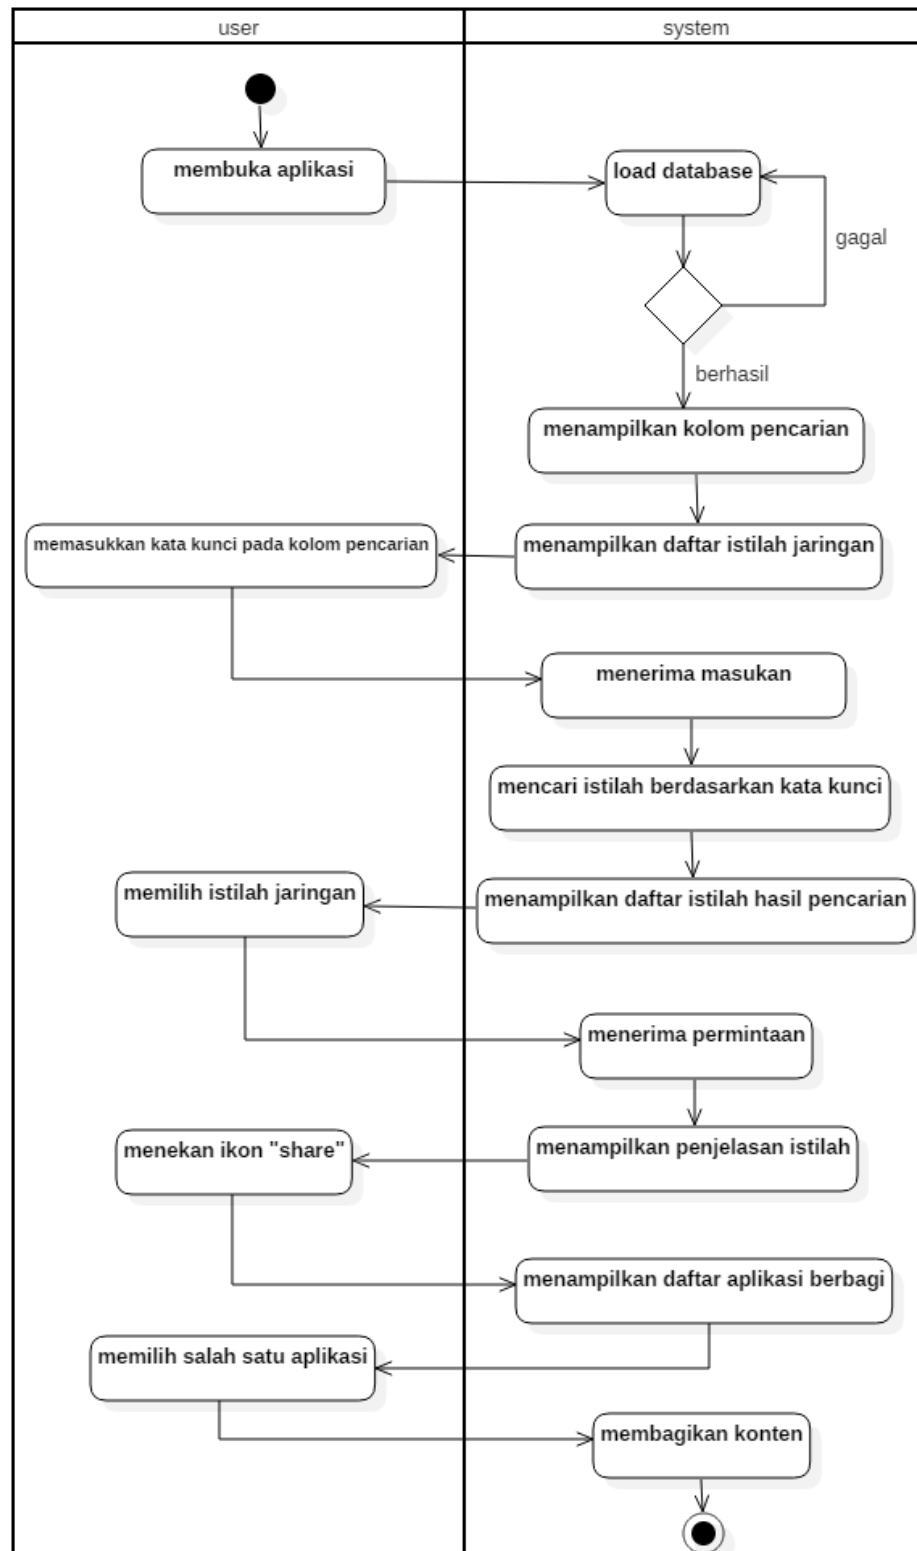 user
system
membuka aplikasi
load database
gagal
berhasil
menampilkan kolom pencarian
memasukkan kata kunci pada kolom pencarian
menampilkan daftar istilah jaringan
menerima masukan
mencari istilah berdasarkan kata kunci
memilih istilah jaringan
menampilkan daftar istilah hasil pencarian
menerima permintaan
menekan ikon "share"
menampilkan penjelasan istilah
menampilkan daftar aplikasi berbagi
memilih salah satu aplikasi
membagikan konten